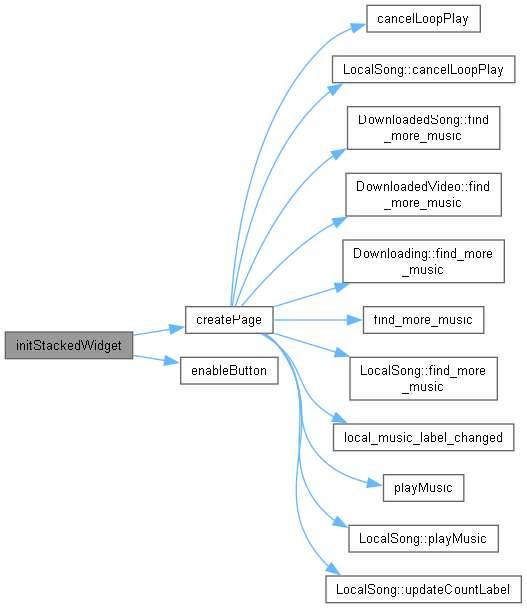 cancelLoopPlay
LocalSong::cancelLoopPlay
DownloadedSong::find
_more_music
DownloadedVideo::find
_more_music
Downloading::find_more
_music
createPage
find_more_music
initStackedWidget
enableButton
LocalSong::find_more
_music
local_music_label_changed
playMusic
LocalSong::playMusic
LocalSong::updateCountLabel